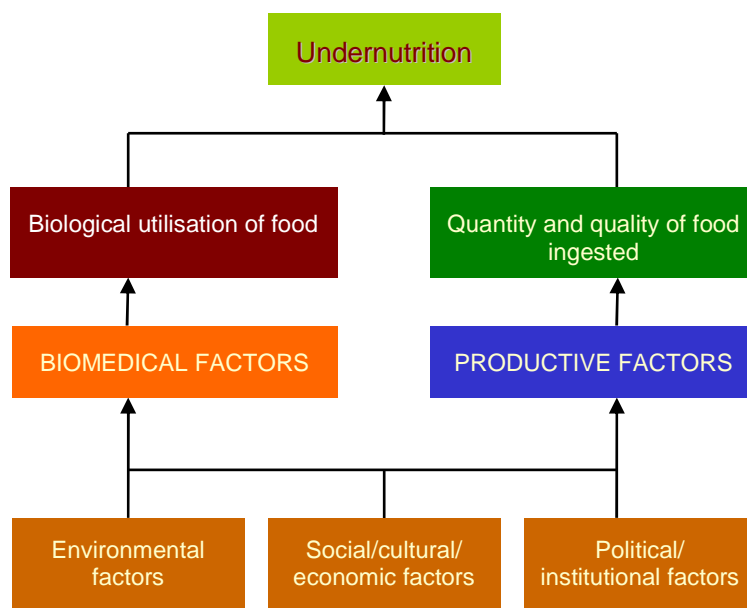 Undernutrition
Biological utilisation of food
Quantity and quality of food
ingested
BIOMEDICAL FACTORS
PRODUCTIVE FACTORS
Environmental
factors
Social/cultural/
economic factors
Political/
institutional factors